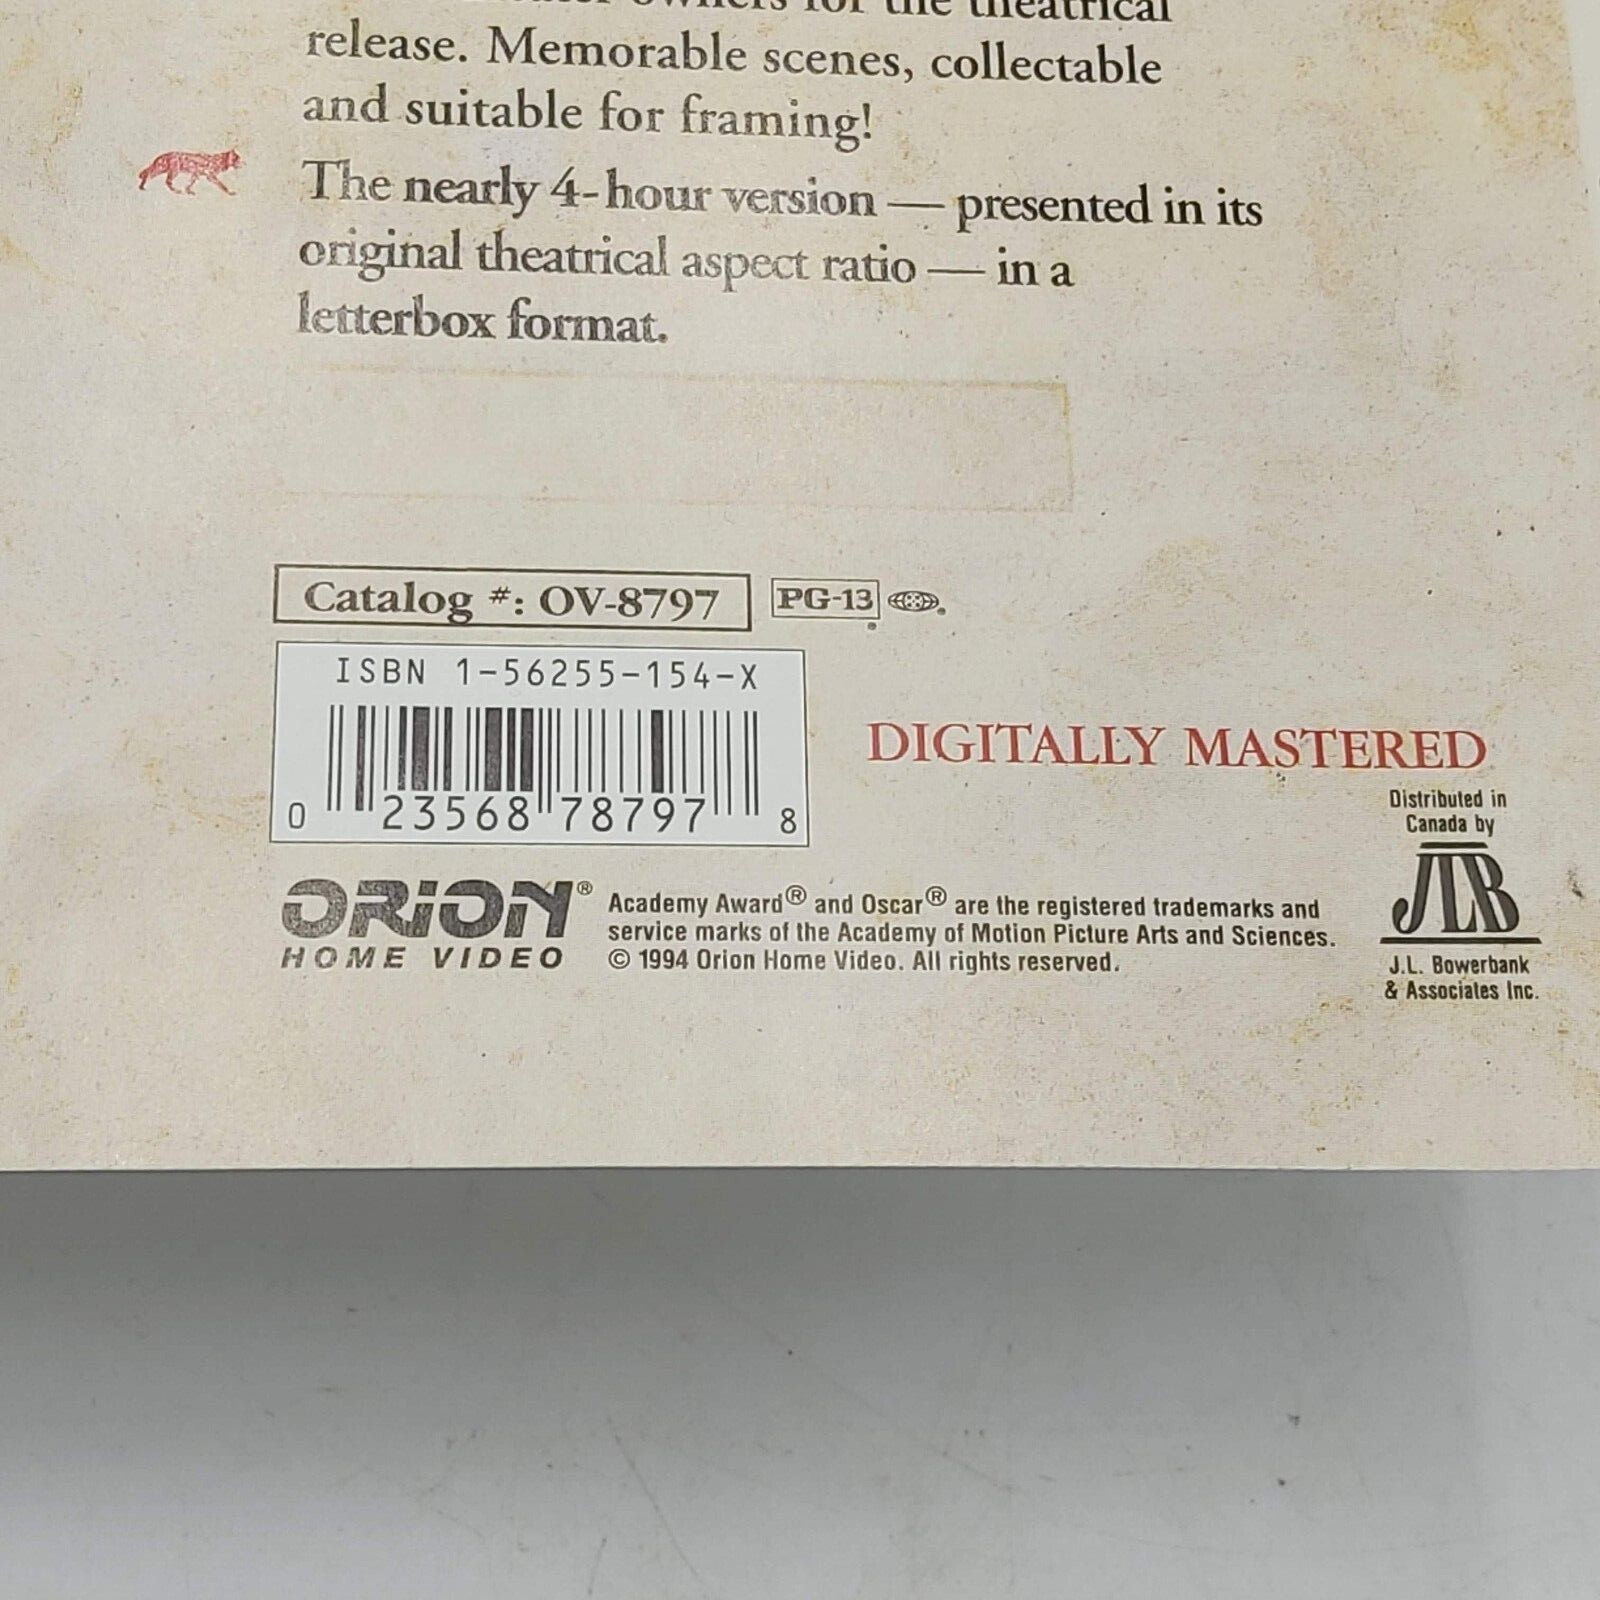 owners for the theatrical
release. Memorable scenes, collectable
and suitable for framing!
The nearly 4-hour version — presented in its
original theatrical aspect ratio — in a
letterbox format.
Catalog #: OV-8797 PG-13
ISBN 1-56255-154-X
0 23568 78797 8
DIGITALLY MASTERED
Distributed in
Canada by
JLB
J.L. Bowerbank
& Associates Inc.
ORION®
HOME VIDEO
Academy Award® and Oscar® are the registered trademarks and
service marks of the Academy of Motion Picture Arts and Sciences.
© 1994 Orion Home Video. All rights reserved.